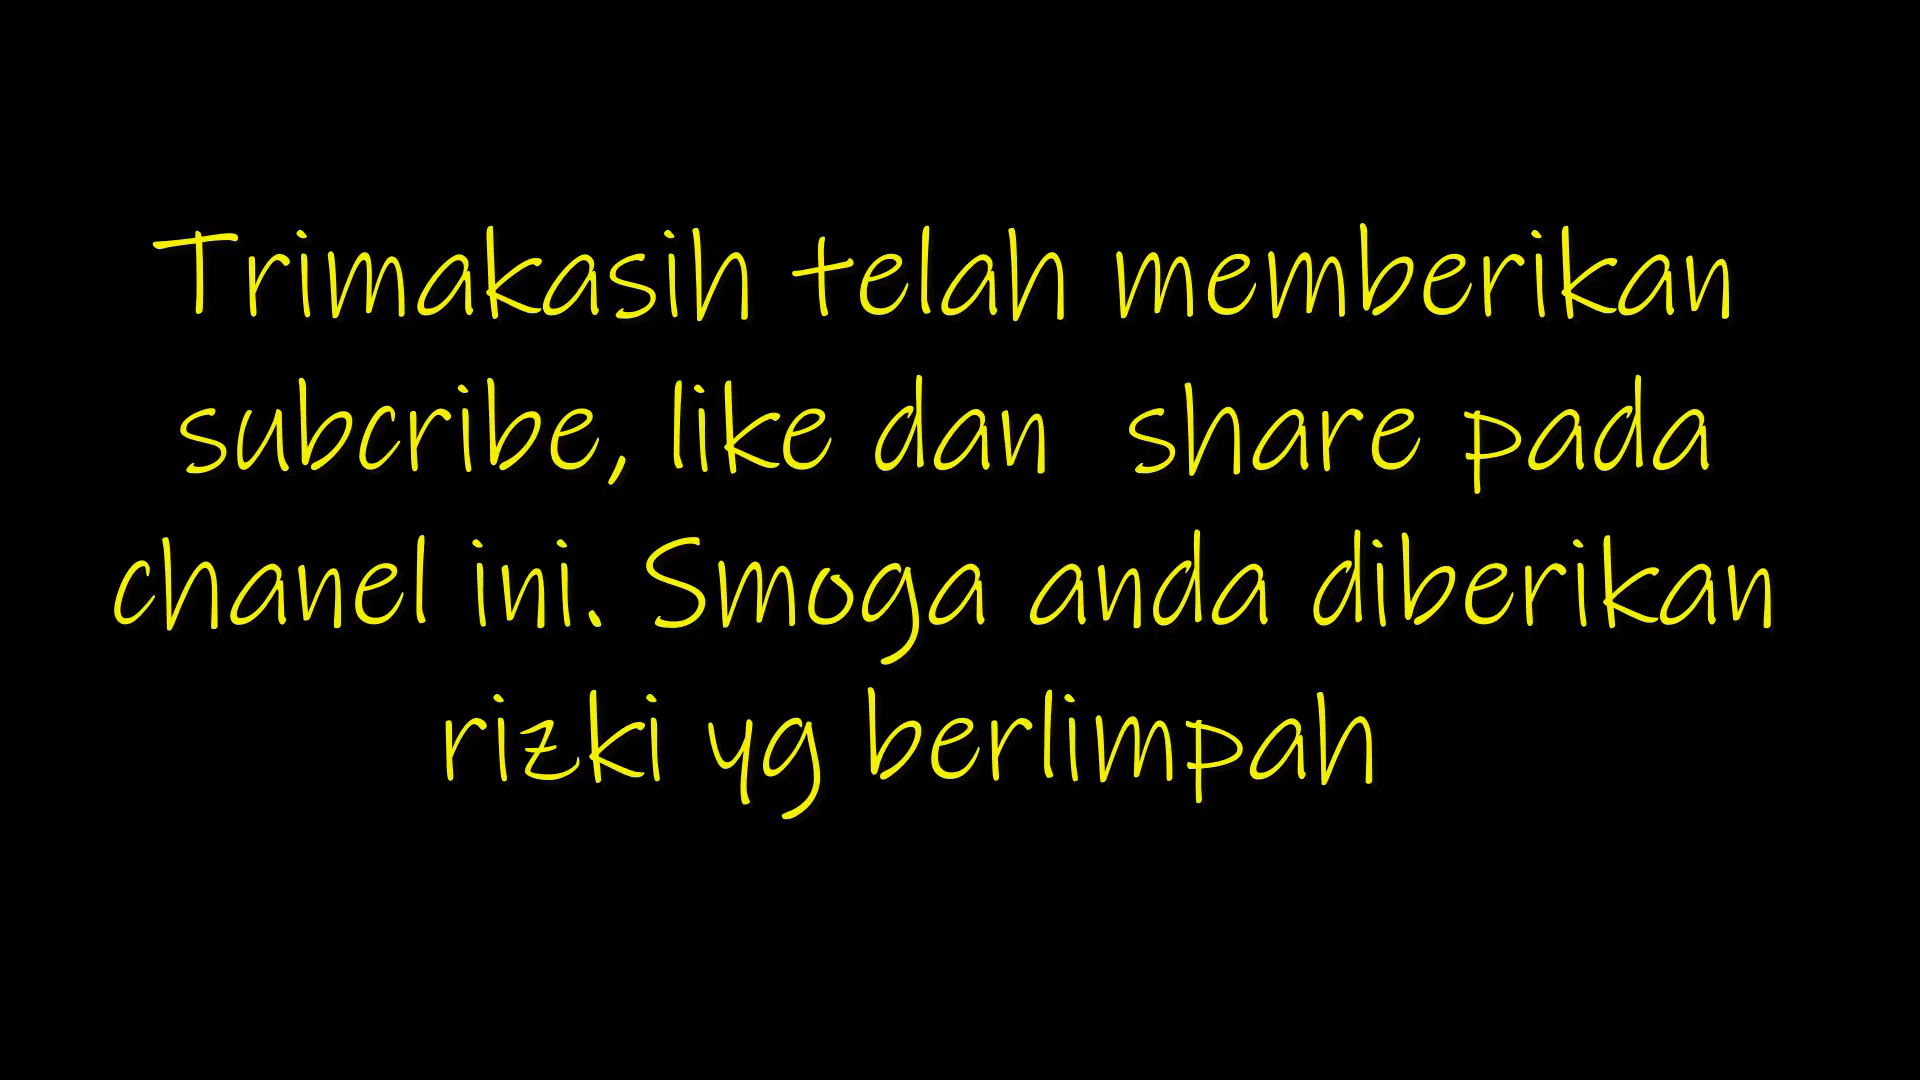 Trimakasih telah memberikan
subcribe, like dan  share pada
chanel ini. Smoga anda diberikan
rizki yg berlimpah